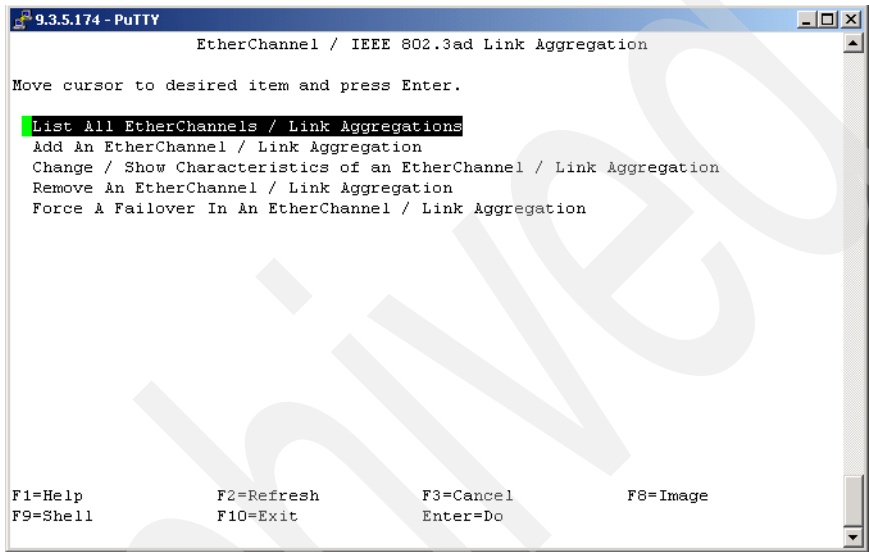 9.3.5.174 - PuTTY
EtherChannel / IEEE 802.3ad Link Aggregation
Move cursor to desired item and press Enter.
List All EtherChannels / Link Aggregations
Add An EtherChannel / Link Aggregation
Change / Show Characteristics of an EtherChannel / Link Aggregation
Remove An EtherChannel / Link Aggregation
Force A Failover In An EtherChannel / Link Aggregation
F1=Help F2=Refresh F3=Cancel F8=Image
F9=Shell F10=Exit Enter=Do